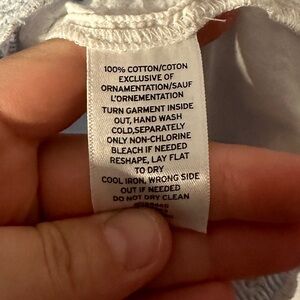 100% COTTON/COTON
EXCLUSIVE OF
ORNAMENTATION/SAUF
L'ORNEMENTATION
TURN GARMENT INSIDE
OUT, HAND WASH
COLD,SEPARATELY
ONLY NON-CHLORINE
BLEACH IF NEEDED
RESHAPE, LAY FLAT
TO DRY
COOL IRON, WRONG SIDE
OUT IF NEEDED
DO NOT DRY CLEAN